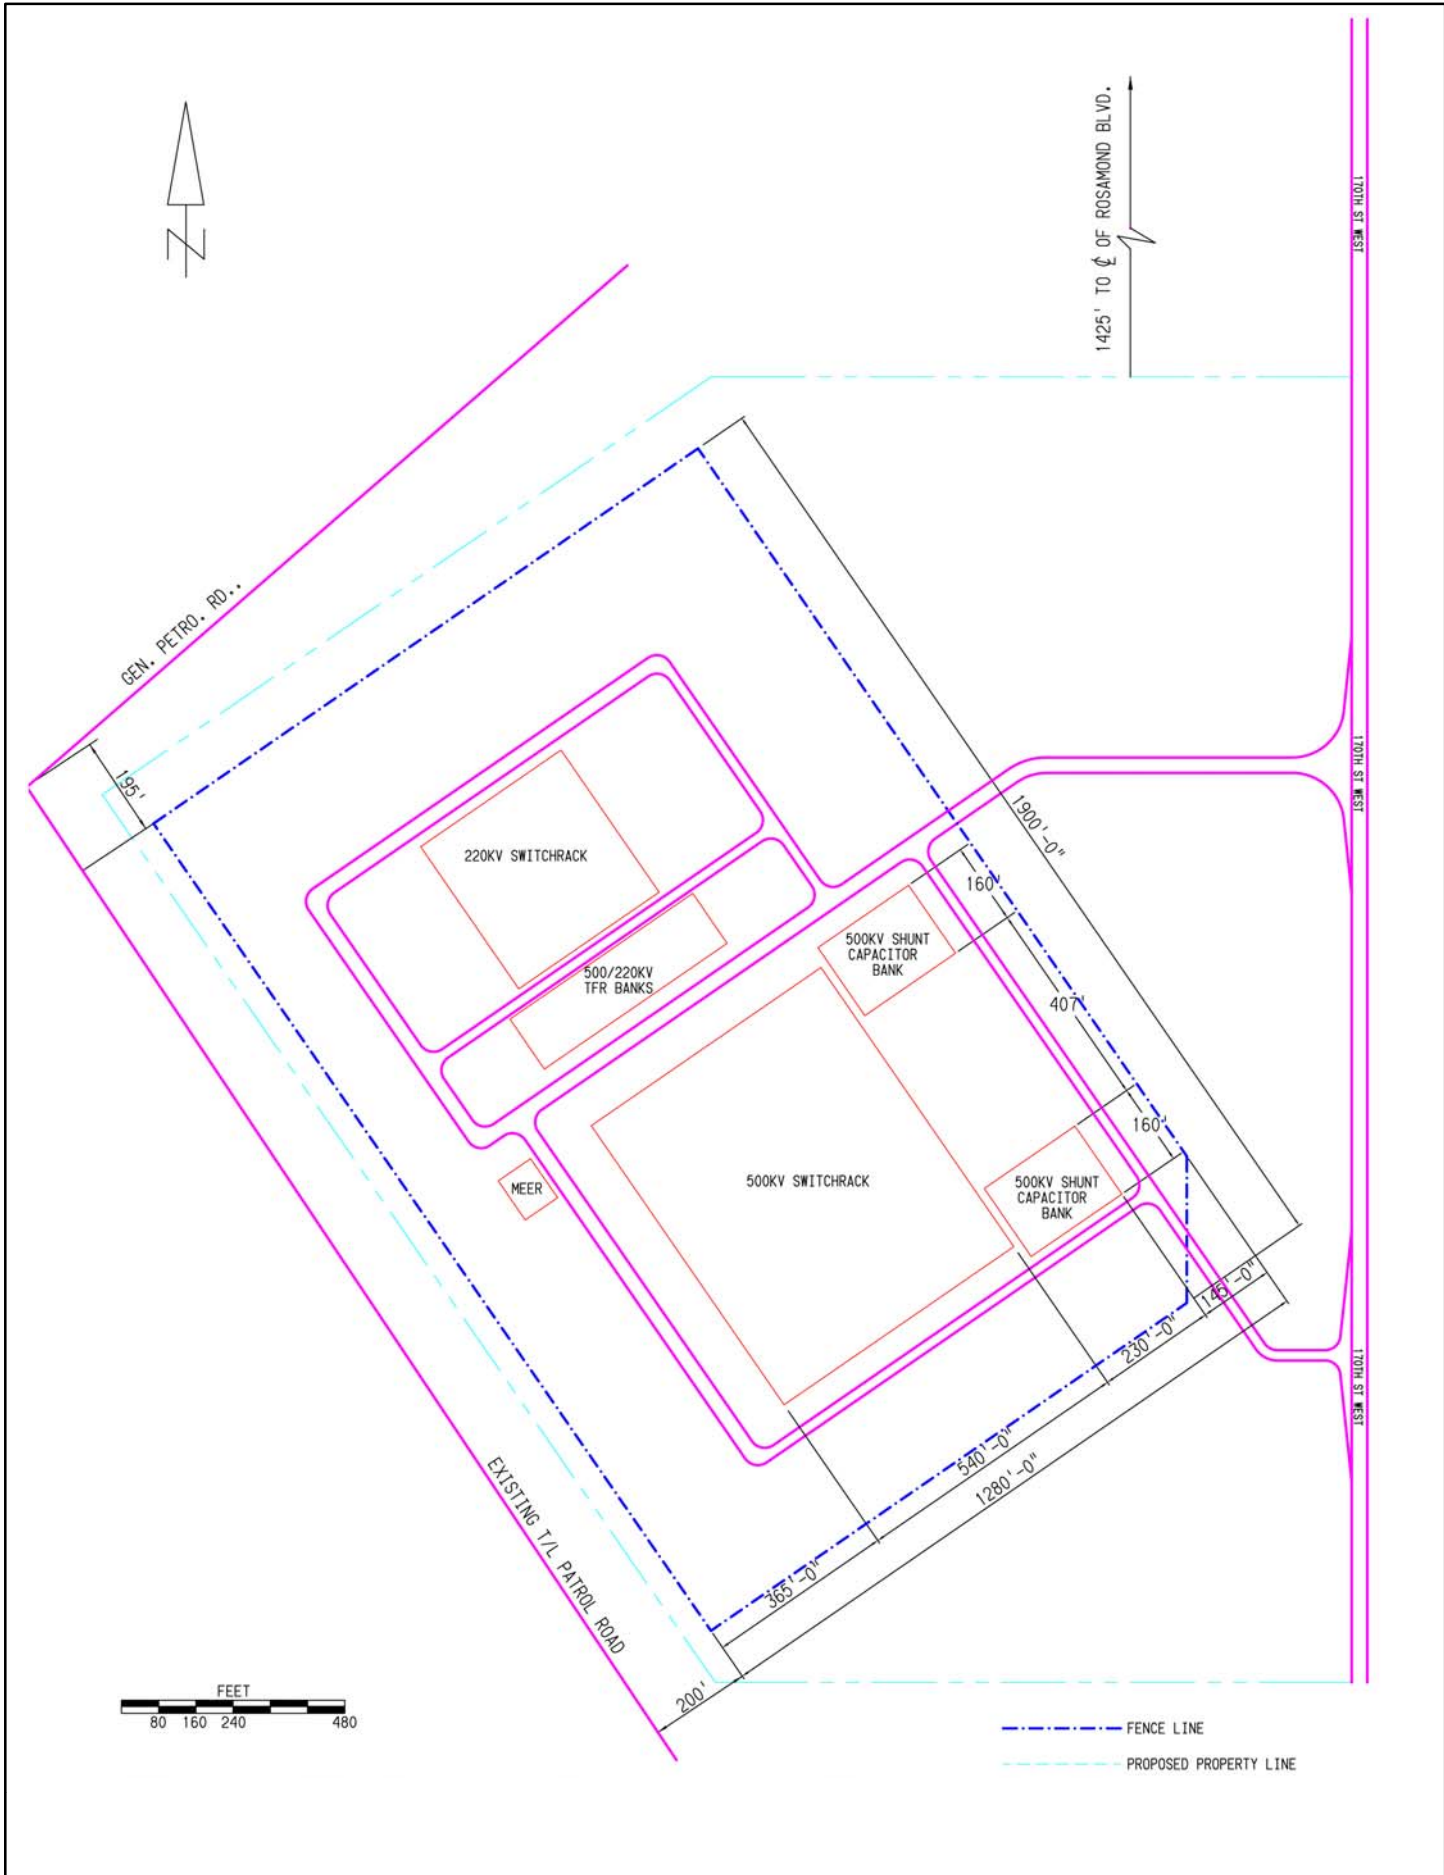 N
1425' TO ℄ OF ROSAMOND BLVD.
170TH ST WEST
GEN. PETRO. RD..
195'
170TH ST WEST
1900'-0"
220KV SWITCHRACK
160'
500KV SHUNT
CAPACITOR
BANK
500/220KV
TFR BANKS
407'
160'
MEER
500KV SWITCHRACK
500KV SHUNT
CAPACITOR
BANK
145'-0"
230'-0"
170TH ST WEST
540'-0"
1280'-0"
365'-0"
EXISTING T/L PATROL ROAD
200'
FEET
80 160 240 480
FENCE LINE
PROPOSED PROPERTY LINE